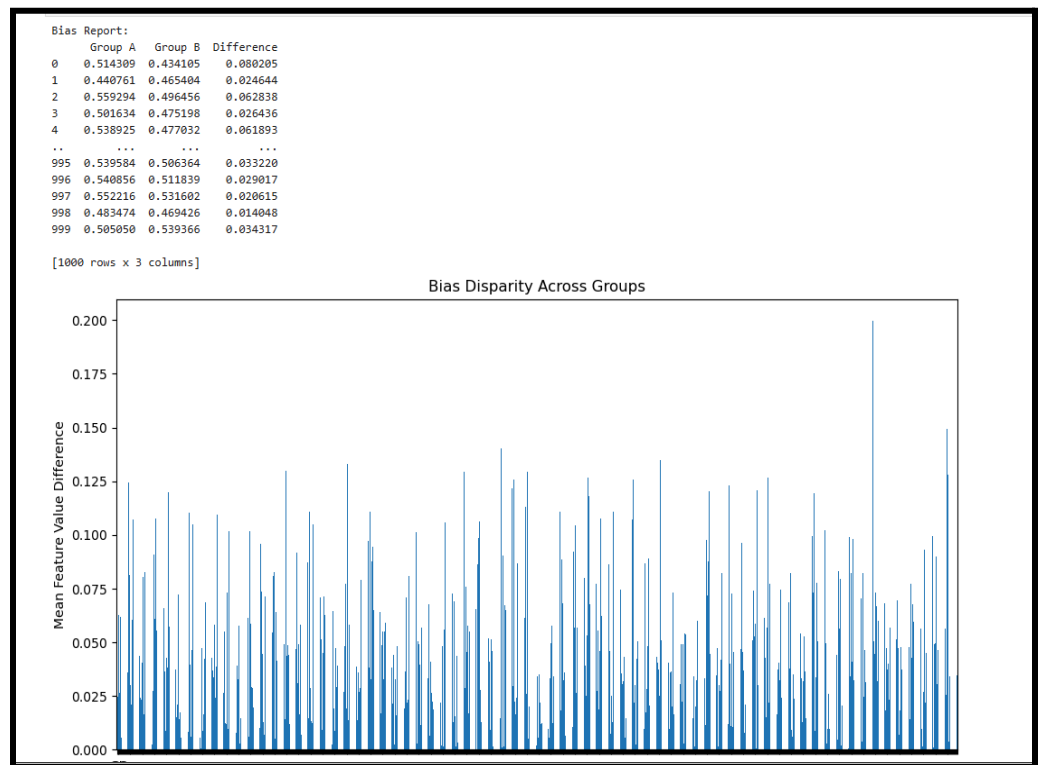 Bias Report:
Group A Group B Difference
0 0.514309 0.434105 0.080205
1 0.440761 0.465404 0.024644
2 0.559294 0.496456 0.062838
3 0.501634 0.475198 0.026436
4 0.538925 0.477032 0.061893
.. ... ... ...
995 0.539584 0.506364 0.033220
996 0.540856 0.511839 0.029017
997 0.552216 0.531602 0.020615
998 0.483474 0.469426 0.014048
999 0.505050 0.539366 0.034317
[1000 rows x 3 columns]
Bias Disparity Across Groups
Mean Feature Value Difference
0.200
0.175
0.150
0.125
0.100
0.075
0.050
0.025
0.000